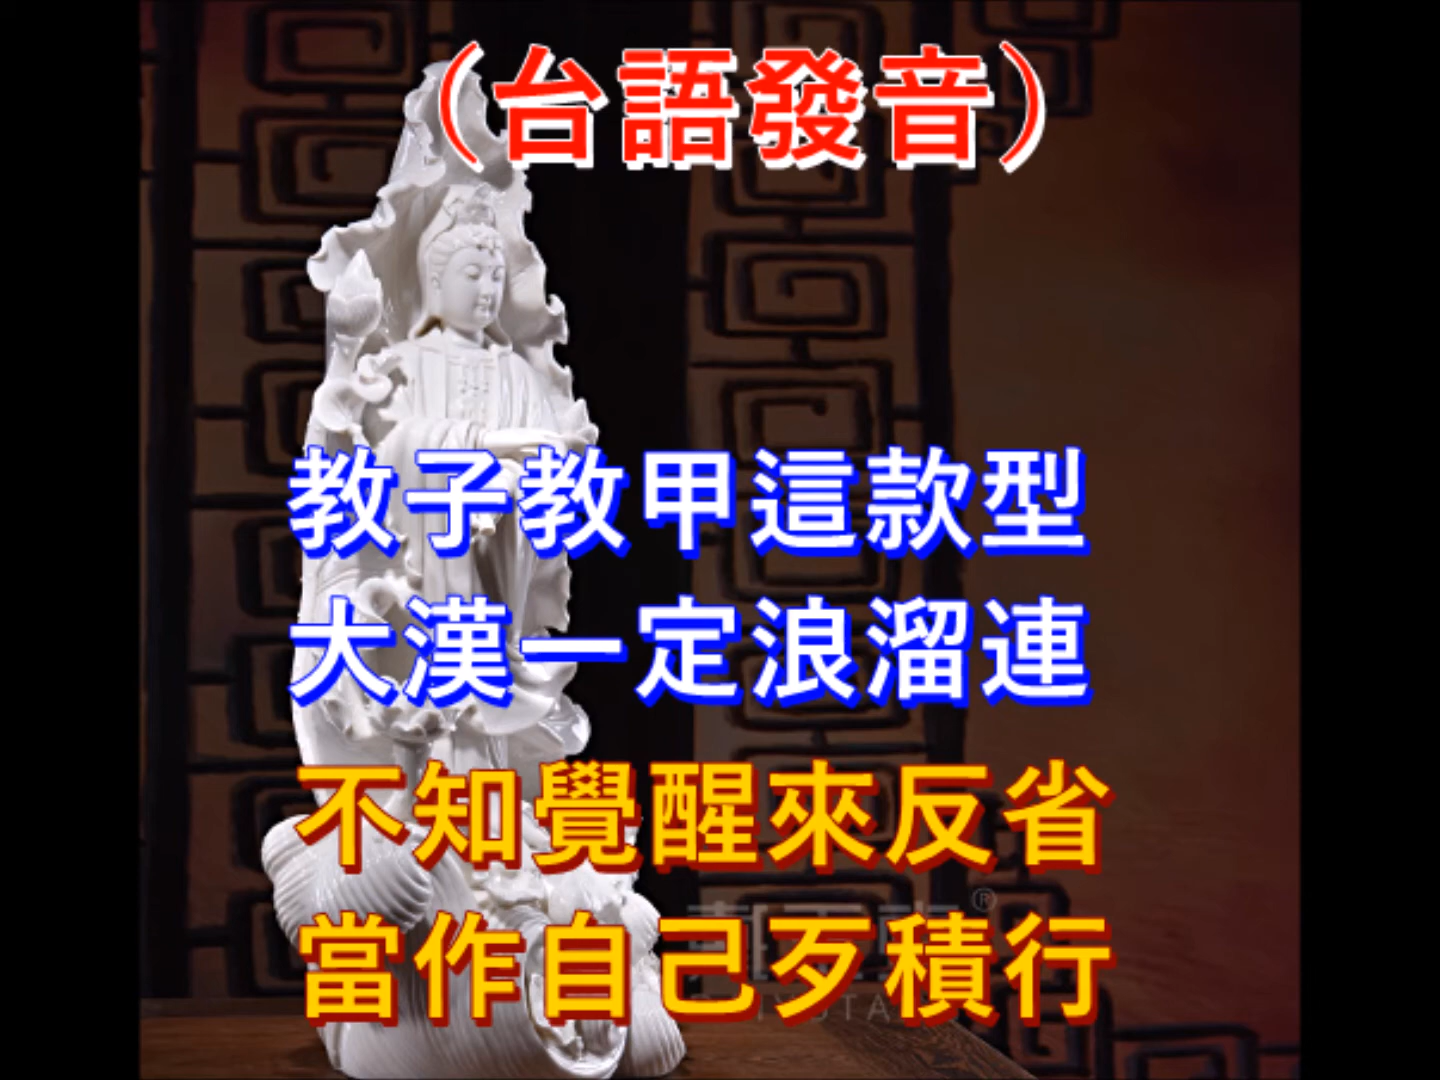 （台語發音）
教子教甲這款型
大漢一定浪溜連
不知覺醒來反省
當作自己歹積行
®